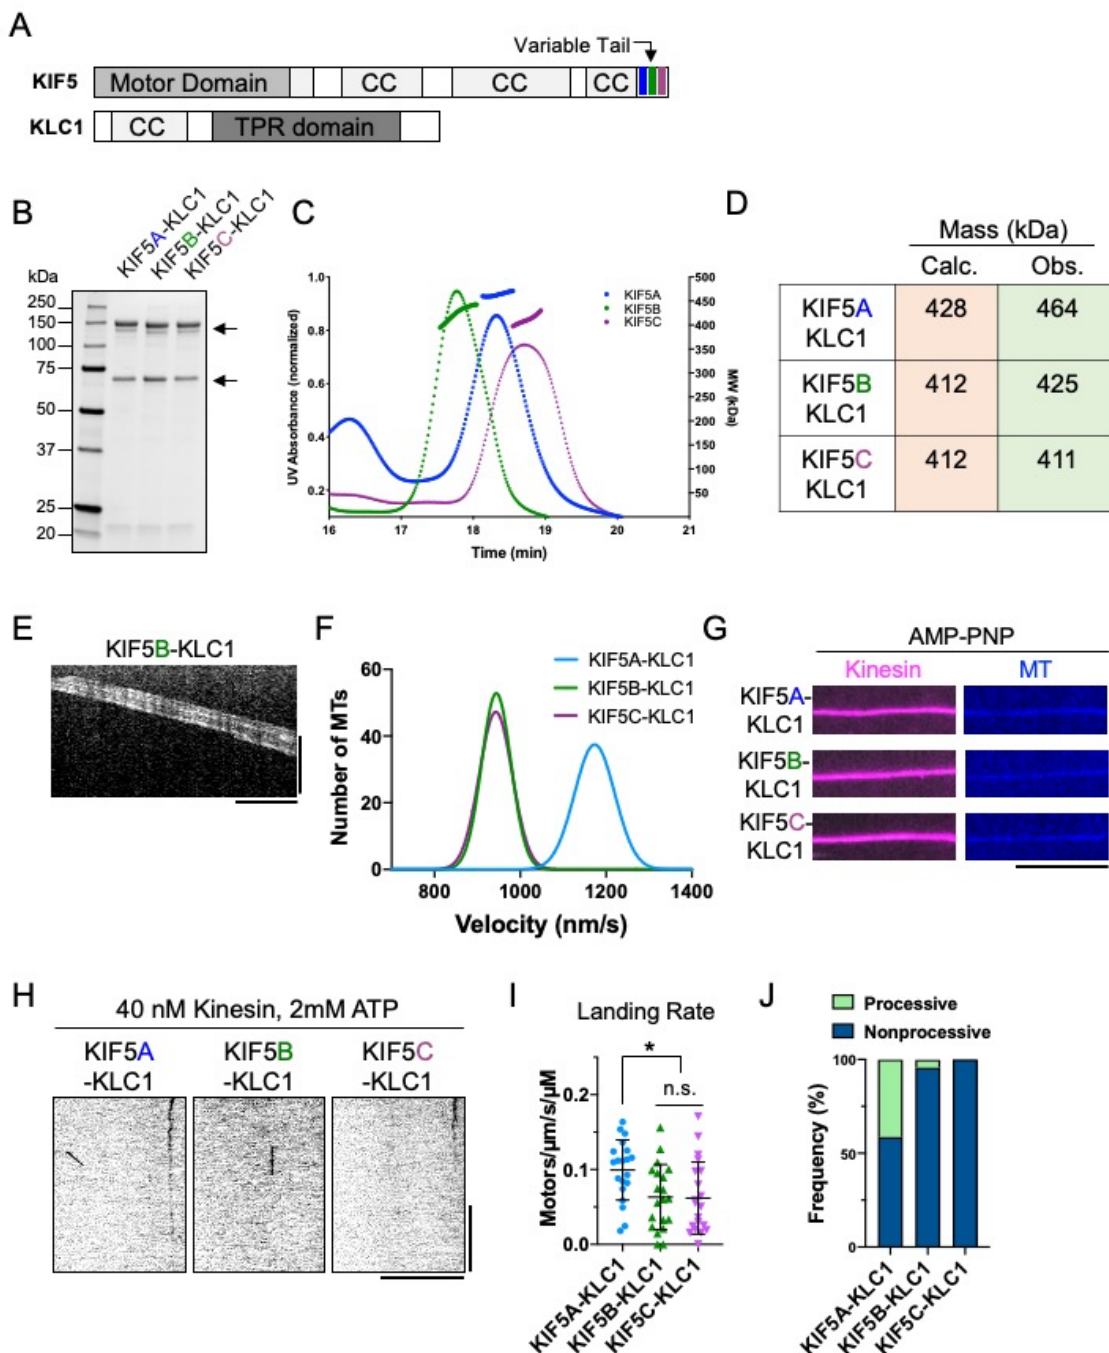 A
Variable Tail
KIF5
Motor Domain
CC
CC
CC
KLC1
CC
TPR domain
B
KIF5A-KLC1
KIF5B-KLC1
KIF5C-KLC1
kDa
250
150
100
75
50
37
25
20
C
1.0
0.8
0.6
0.4
0.2
UV Absorbance (normalized)
16
17
18
19
20
21
Time (min)
KIF5A
KIF5B
KIF5C
500
450
400
350
300
250
200
150
100
50
MW (kDa)
D
Mass (kDa)
Calc. Obs.
KIF5A KLC1 428 464
KIF5B KLC1 412 425
KIF5C KLC1 412 411
E
KIF5B-KLC1
F
KIF5A-KLC1
KIF5B-KLC1
KIF5C-KLC1
60
40
20
0
Number of MTs
800
1000
1200
1400
Velocity (nm/s)
G
AMP-PNP
Kinesin MT
KIF5A-
KLC1
KIF5B-
KLC1
KIF5C-
KLC1
H
40 nM Kinesin, 2mM ATP
KIF5A
-KLC1
KIF5B
-KLC1
KIF5C
-KLC1
I
Landing Rate
*
n.s.
0.2
0.1
0.0
Motors/µm/s/µM
KIF5A-KLC1
KIF5B-KLC1
KIF5C-KLC1
J
Processive
Nonprocessive
100
50
0
Frequency (%)
KIF5A-KLC1
KIF5B-KLC1
KIF5C-KLC1